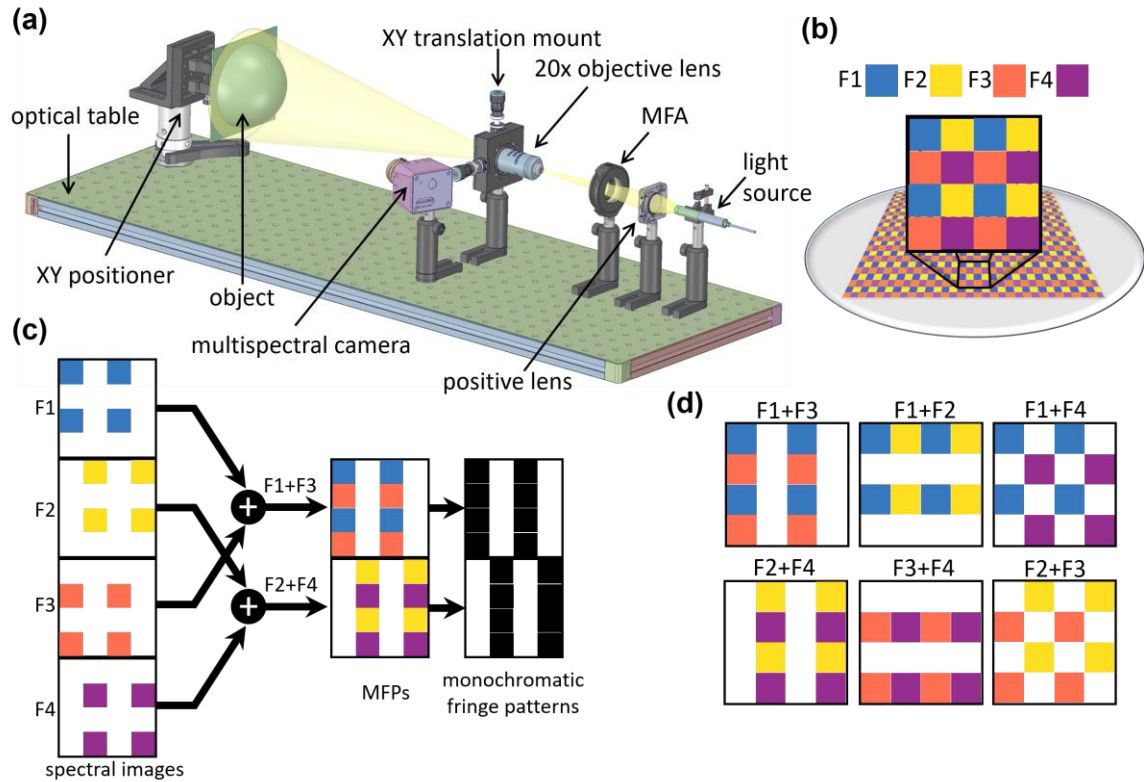 (a)
XY translation mount
20x objective lens
optical table
MFA
light
source
XY positioner
object
multispectral camera
positive lens
(b)
F1 F2 F3 F4
(c)
F1
F2
F3
F4
+
+
F1+F3
F2+F4
MFPs
monochromatic
fringe patterns
spectral images
(d)
F1+F3 F1+F2 F1+F4
F2+F4 F3+F4 F2+F3